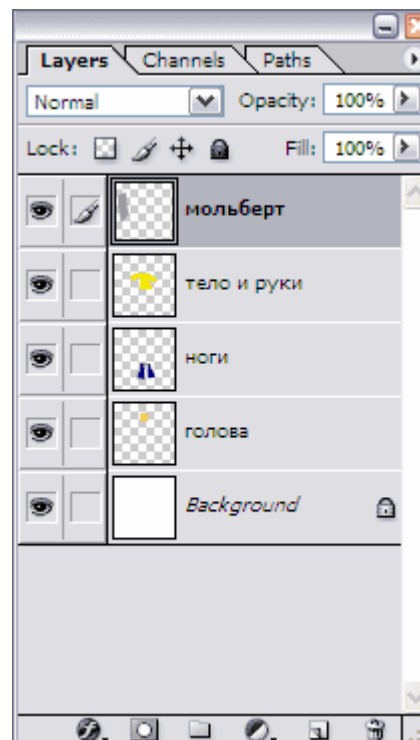 Layers Channels Paths
Normal Opacity: 100%
Lock: Fill: 100%
мольберт
тело и руки
ноги
голова
Background